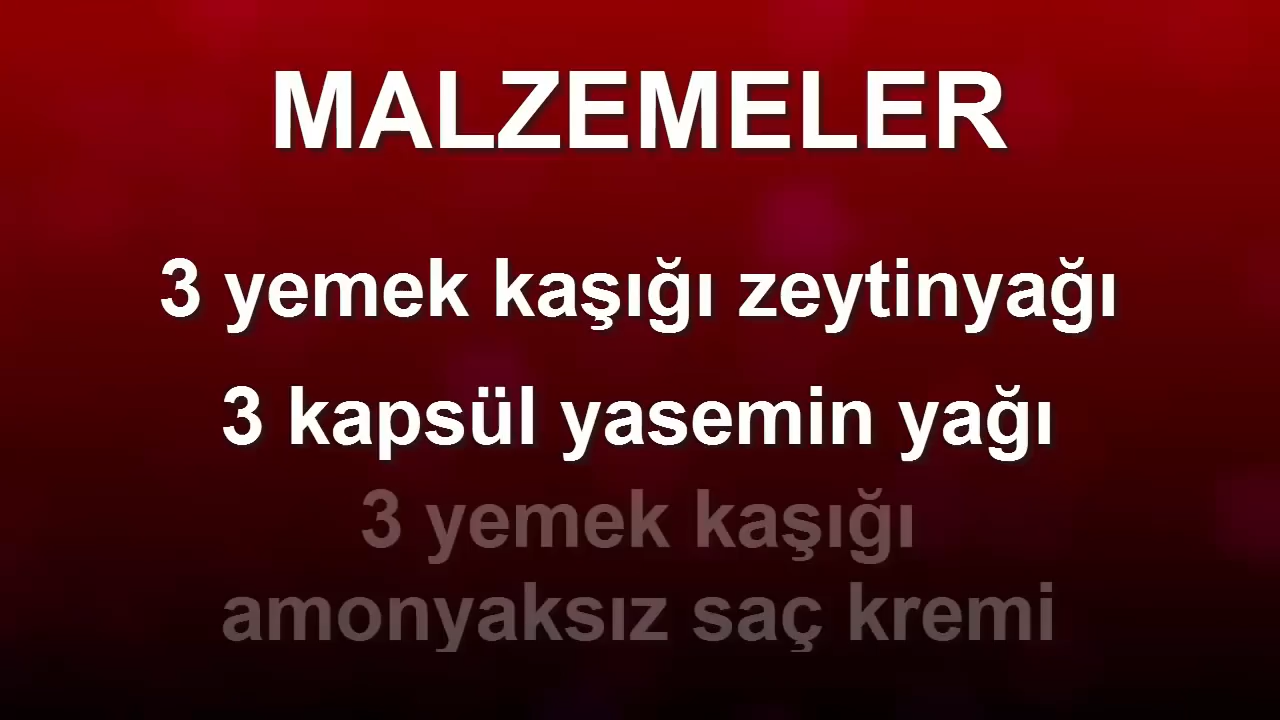 MALZEMELER
3 yemek kaşığı zeytinyağı
3 kapsül yasemin yağı
3 yemek kaşığı
amonyaksız saç kremi